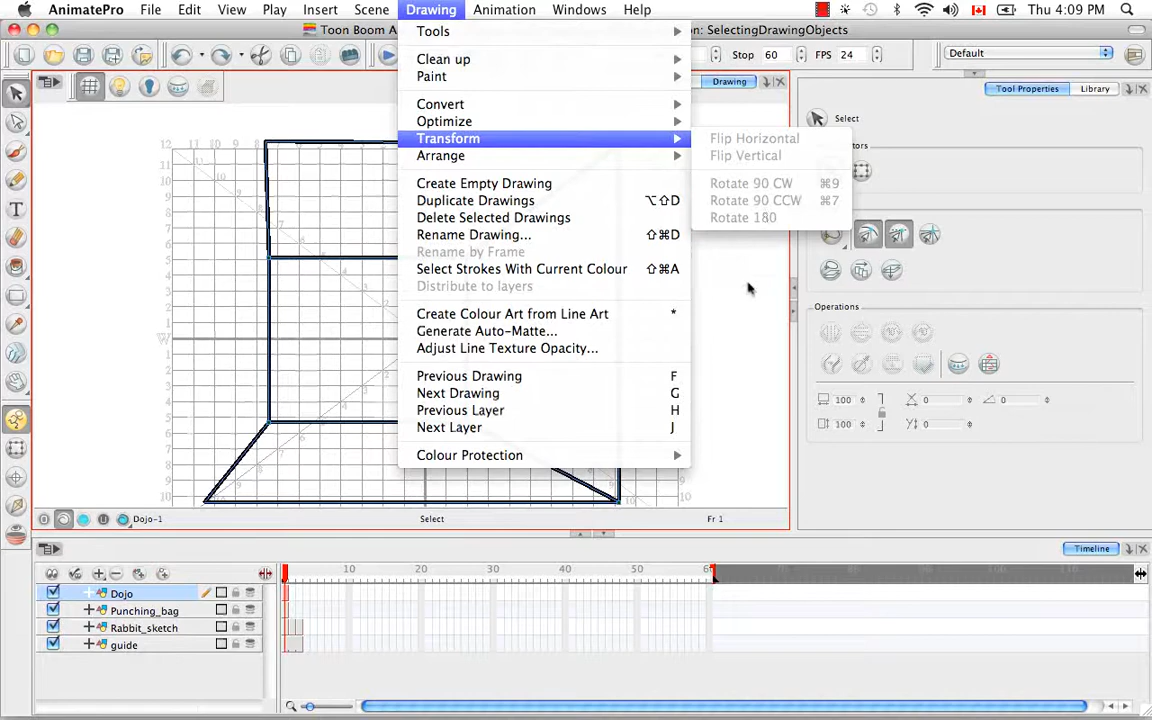 AnimatePro File Edit View Play Insert Scene Drawing Animation Windows Help Thu 4:09 PM
Toon Boom A
on: SelectingDrawingObjects
Stop 60 FPS 24 Default
Drawing
Tool Properties Library
Select
Tools
Clean up
Paint
Convert
Optimize
Transform
Arrange
Create Empty Drawing
Duplicate Drawings ⌥⇧D
Delete Selected Drawings
Rename Drawing... ⇧⌘D
Rename by Frame
Select Strokes With Current Colour ⇧⌘A
Distribute to layers
Create Colour Art from Line Art *
Generate Auto-Matte...
Adjust Line Texture Opacity...
Previous Drawing F
Next Drawing G
Previous Layer H
Next Layer J
Colour Protection
Flip Horizontal
Flip Vertical
Rotate 90 CW ⌘9
Rotate 90 CCW ⌘7
Rotate 180
Operations
100 0 0
100 0
Dojo-1 Select Fr 1
Timeline
10 20 30 40 50
Dojo
Punching_bag
Rabbit_sketch
guide